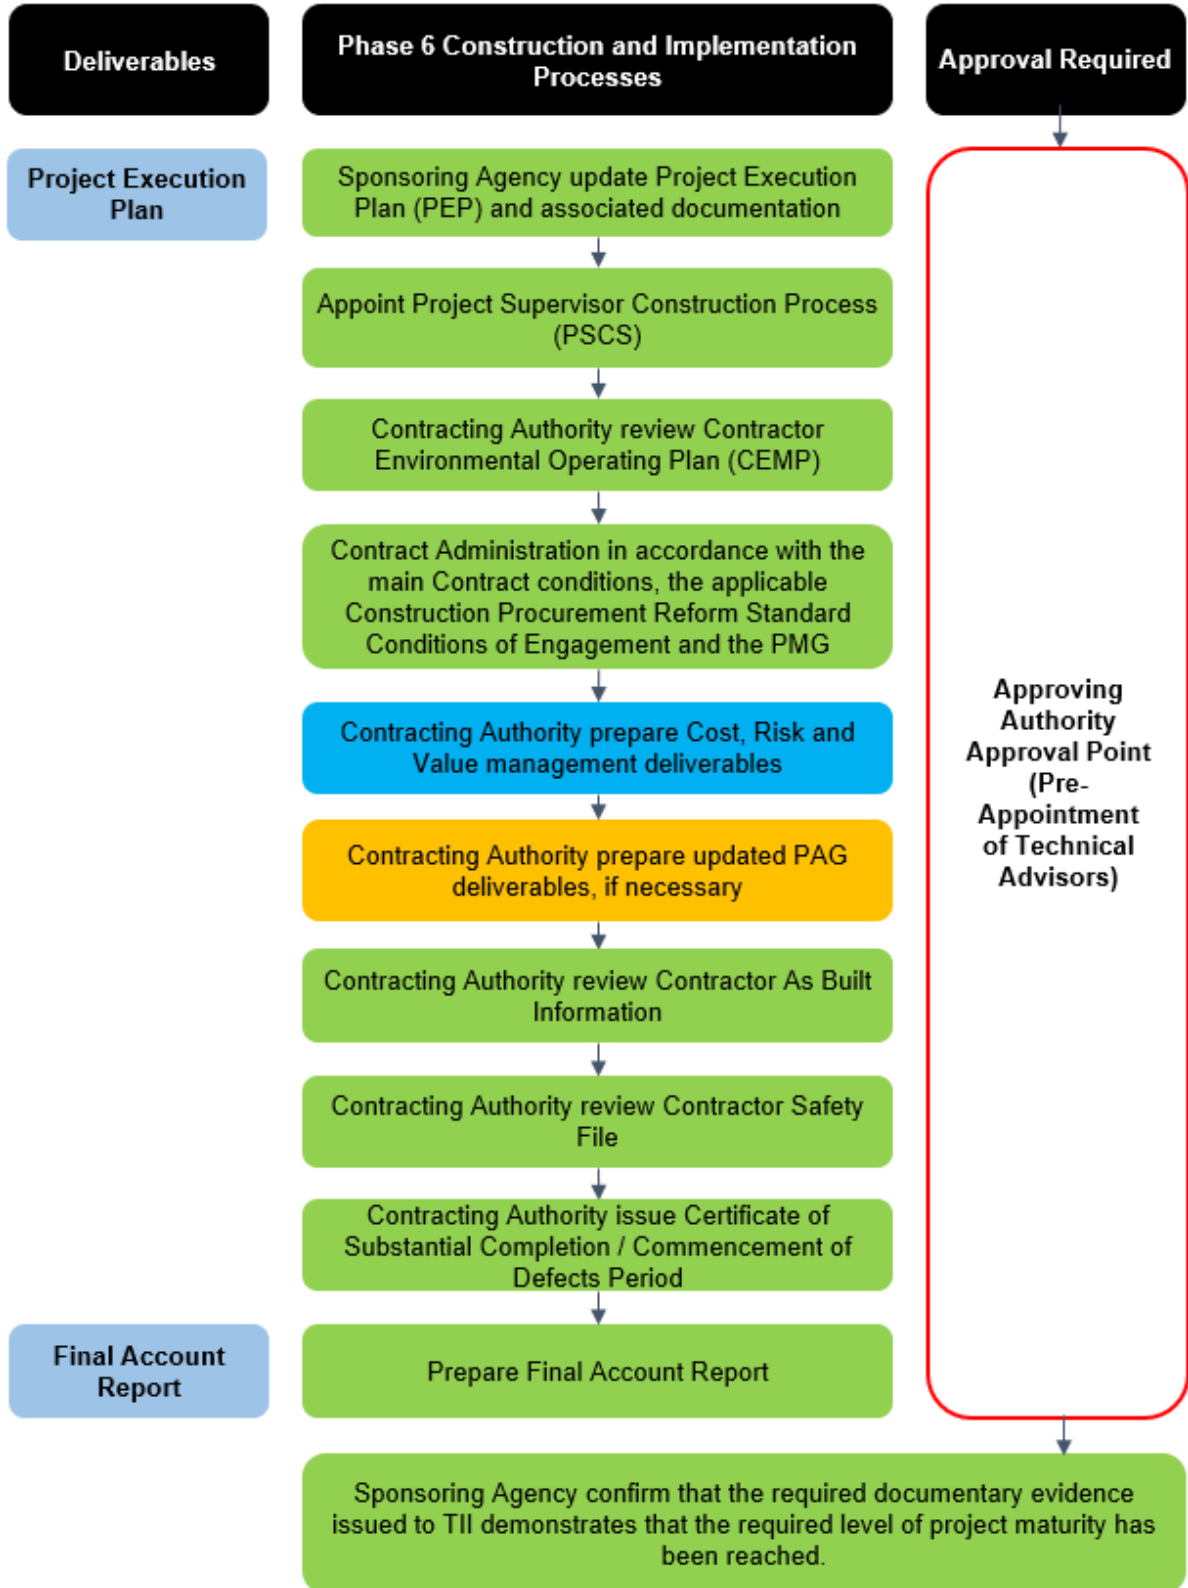 Deliverables
Phase 6 Construction and Implementation
Processes
Approval Required
Project Execution
Plan
Sponsoring Agency update Project Execution
Plan (PEP) and associated documentation
Appoint Project Supervisor Construction Process
(PSCS)
Contracting Authority review Contractor
Environmental Operating Plan (CEMP)
Contract Administration in accordance with the
main Contract conditions, the applicable
Construction Procurement Reform Standard
Conditions of Engagement and the PMG
Contracting Authority prepare Cost, Risk and
Value management deliverables
Contracting Authority prepare updated PAG
deliverables, if necessary
Contracting Authority review Contractor As Built
Information
Contracting Authority review Contractor Safety
File
Contracting Authority issue Certificate of
Substantial Completion / Commencement of
Defects Period
Final Account
Report
Prepare Final Account Report
Approving
Authority
Approval Point
(Pre-
Appointment
of Technical
Advisors)
Sponsoring Agency confirm that the required documentary evidence
issued to TII demonstrates that the required level of project maturity has
been reached.